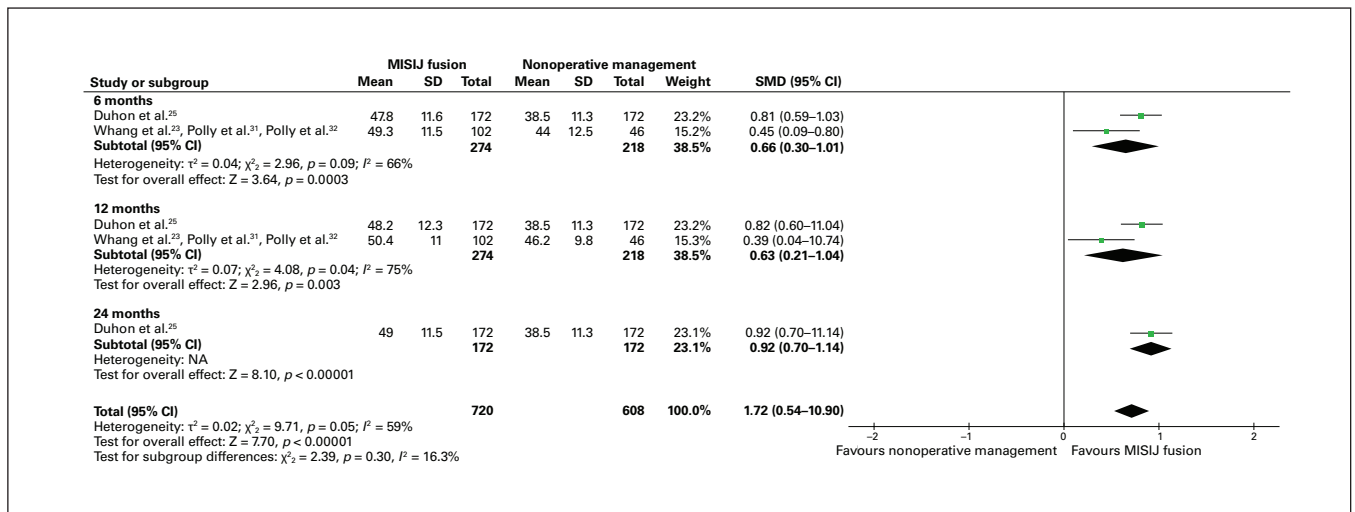 MISIJ fusion Nonoperative management
Study or subgroup Mean SD Total Mean SD Total Weight SMD (95% CI)
6 months
Duhon et al.²⁵ 47.8 11.6 172 38.5 11.3 172 23.2% 0.81 (0.59–1.03)
Whang et al.²³, Polly et al.³¹, Polly et al.³² 49.3 11.5 102 44 12.5 46 15.2% 0.45 (0.09–0.80)
Subtotal (95% CI) 274 218 38.5% 0.66 (0.30–1.01)
Heterogeneity: τ² = 0.04; χ²₂ = 2.96, p = 0.09; I² = 66%
Test for overall effect: Z = 3.64, p = 0.0003
12 months
Duhon et al.²⁵ 48.2 12.3 172 38.5 11.3 172 23.2% 0.82 (0.60–11.04)
Whang et al.²³, Polly et al.³¹, Polly et al.³² 50.4 11 102 46.2 9.8 46 15.3% 0.39 (0.04–10.74)
Subtotal (95% CI) 274 218 38.5% 0.63 (0.21–1.04)
Heterogeneity: τ² = 0.07; χ²₂ = 4.08, p = 0.04; I² = 75%
Test for overall effect: Z = 2.96, p = 0.003
24 months
Duhon et al.²⁵ 49 11.5 172 38.5 11.3 172 23.1% 0.92 (0.70–11.14)
Subtotal (95% CI) 172 172 23.1% 0.92 (0.70–1.14)
Heterogeneity: NA
Test for overall effect: Z = 8.10, p < 0.00001
Total (95% CI) 720 608 100.0% 1.72 (0.54–10.90)
Heterogeneity: τ² = 0.02; χ²₂ = 9.71, p = 0.05; I² = 59%
Test for overall effect: Z = 7.70, p < 0.00001
Test for subgroup differences: χ²₂ = 2.39, p = 0.30, I² = 16.3%
–2 –1 0 1 2
Favours nonoperative management Favours MISIJ fusion